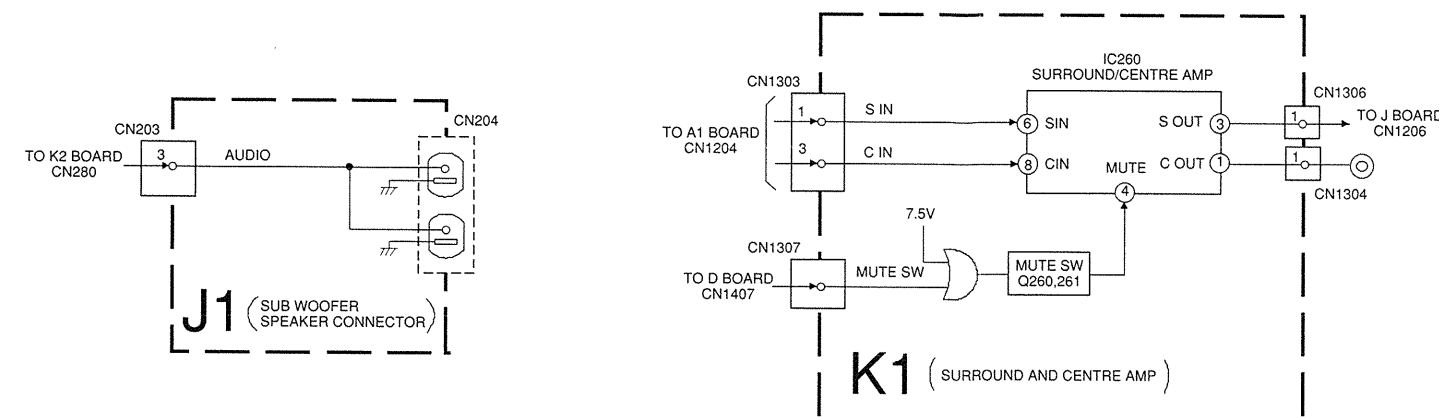 CN203
TO K2 BOARD
CN280
3
AUDIO
CN204
J1
(SUB WOOFER
SPEAKER CONNECTOR)
CN1303
TO A1 BOARD
CN1204
1
S IN
3
C IN
IC260
SURROUND/CENTRE AMP
6
SIN
8
CIN
S OUT
3
C OUT
1
MUTE
4
CN1306
1
TO J BOARD
CN1206
1
CN1304
7.5V
CN1307
TO D BOARD
CN1407
MUTE SW
MUTE SW
Q260,261
K1
(SURROUND AND CENTRE AMP)